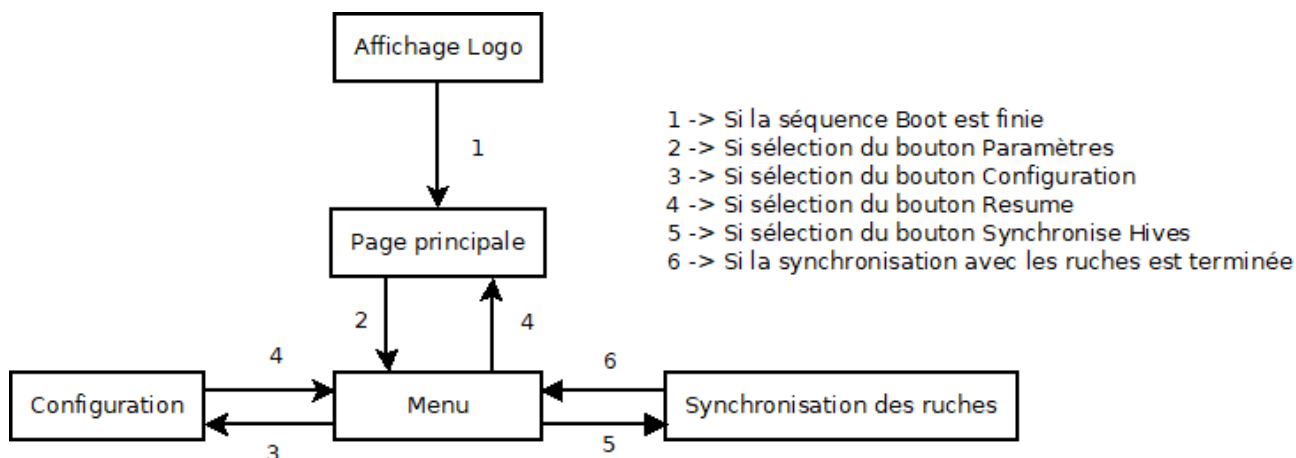 Affichage Logo
1
1 -> Si la séquence Boot est finie
2 -> Si sélection du bouton Paramètres
3 -> Si sélection du bouton Configuration
4 -> Si sélection du bouton Resume
5 -> Si sélection du bouton Synchronise Hives
6 -> Si la synchronisation avec les ruches est terminée
Page principale
2
4
4
6
Configuration
Menu
Synchronisation des ruches
3
5